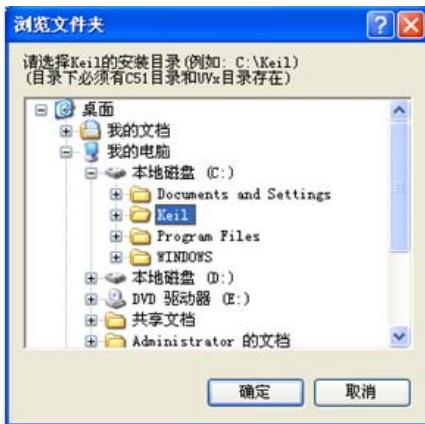 浏览文件夹
请选择Keil的安装目录(例如: C:\Keil)
(目录下必须有C51目录和UVx目录存在)
桌面
我的文档
我的电脑
本地磁盘 (C:)
Documents and Settings
Keil
Program Files
WINDOWS
本地磁盘 (D:)
DVD 驱动器 (E:)
共享文档
Administrator 的文档
确定 取消